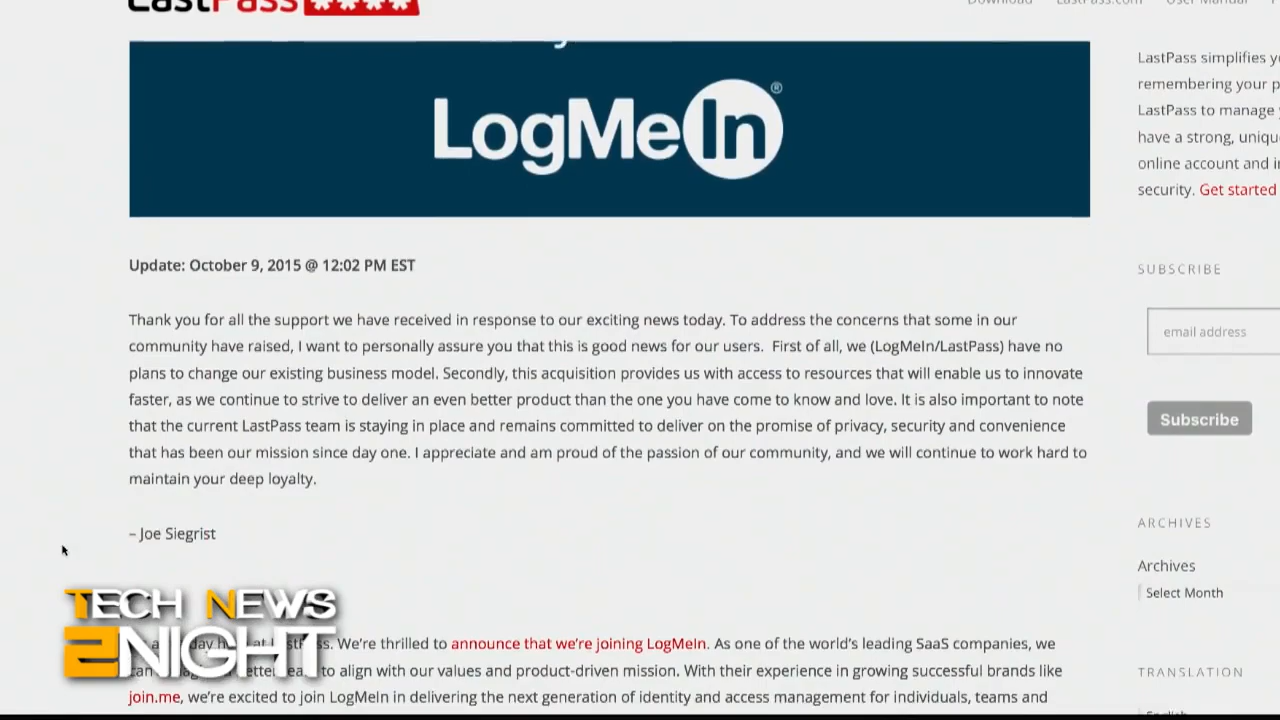 LastPass ****
Download LastPass.com User Manual
LogMeIn®
LastPass simplifies
remembering your
LastPass to manage
have a strong,
online account and
security. Get started
Update: October 9, 2015 @ 12:02 PM EST
SUBSCRIBE
email address
Subscribe
Thank you for all the support we have received in response to our exciting news today. To address the concerns that some in our
community have raised, I want to personally assure you that this is good news for our users. First of all, we (LogMeIn/LastPass) have no
plans to change our existing business model. Secondly, this acquisition provides us with access to resources that will enable us to innovate
faster, as we continue to strive to deliver an even better product than the one you have come to know and love. It is also important to note
that the current LastPass team is staying in place and remains committed to deliver on the promise of privacy, security and convenience
that has been our mission since day one. I appreciate and am proud of the passion of our community, and we will continue to work hard to
maintain your deep loyalty.
– Joe Siegrist
ARCHIVES
Archives
Select Month
TECH NEWS
2NIGHT
We're thrilled to announce that we're joining LogMeIn. As one of the world's leading SaaS companies, we
to align with our values and product-driven mission. With their experience in growing successful brands like
join.me, we're excited to join LogMeIn in delivering the next generation of identity and access management for individuals, teams and
TRANSLATION